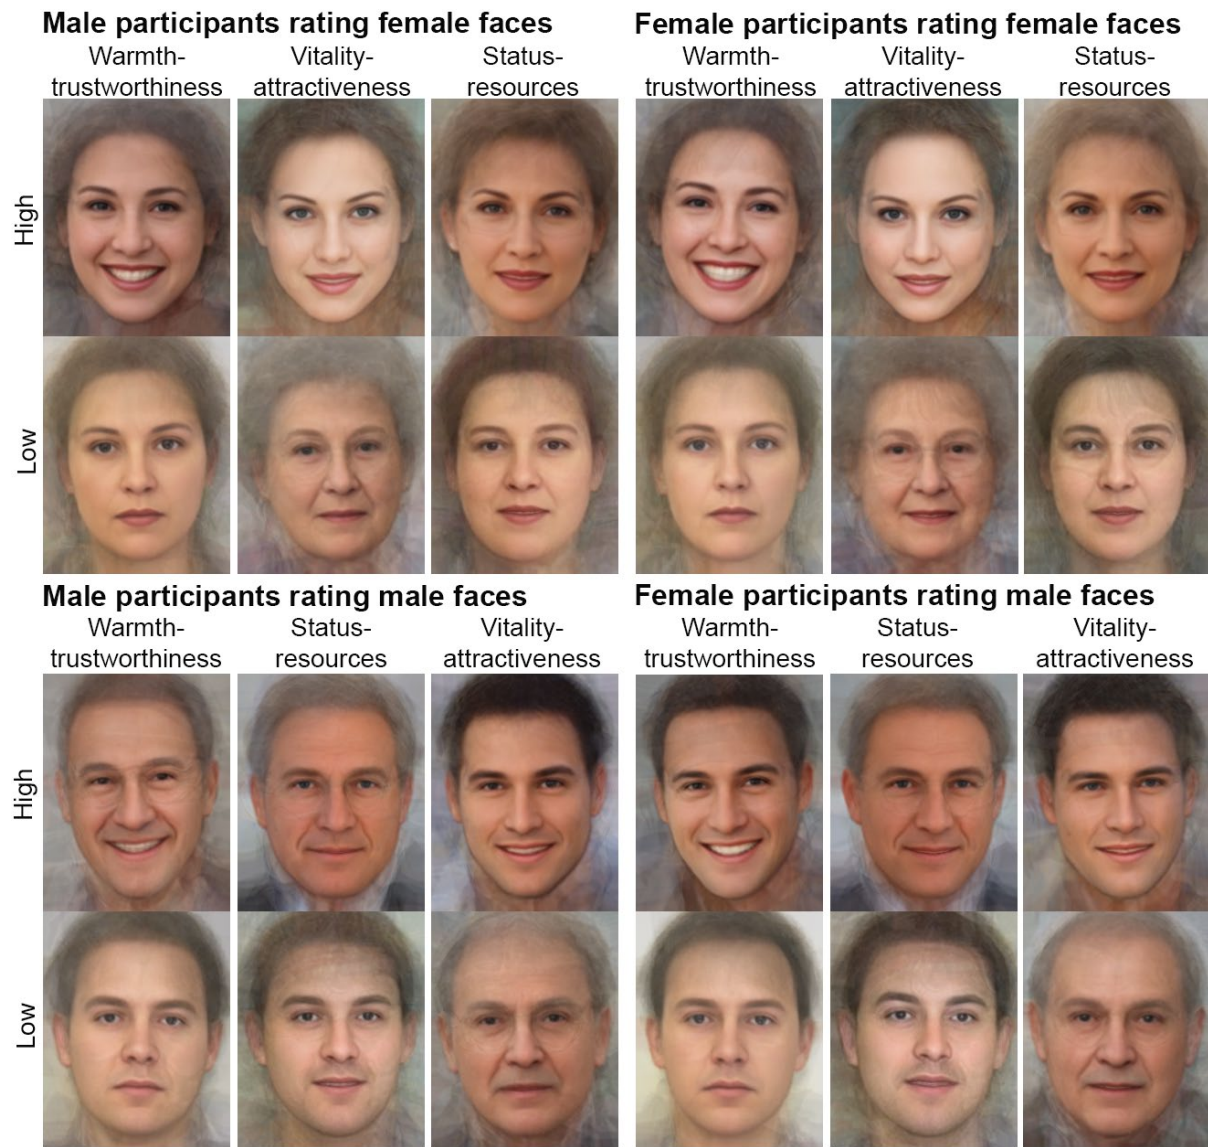 Male participants rating female faces
Warmth-
trustworthiness
Vitality-
attractiveness
Status-
resources
High
Low
Female participants rating female faces
Warmth-
trustworthiness
Vitality-
attractiveness
Status-
resources
Male participants rating male faces
Warmth-
trustworthiness
Status-
resources
Vitality-
attractiveness
High
Low
Female participants rating male faces
Warmth-
trustworthiness
Status-
resources
Vitality-
attractiveness